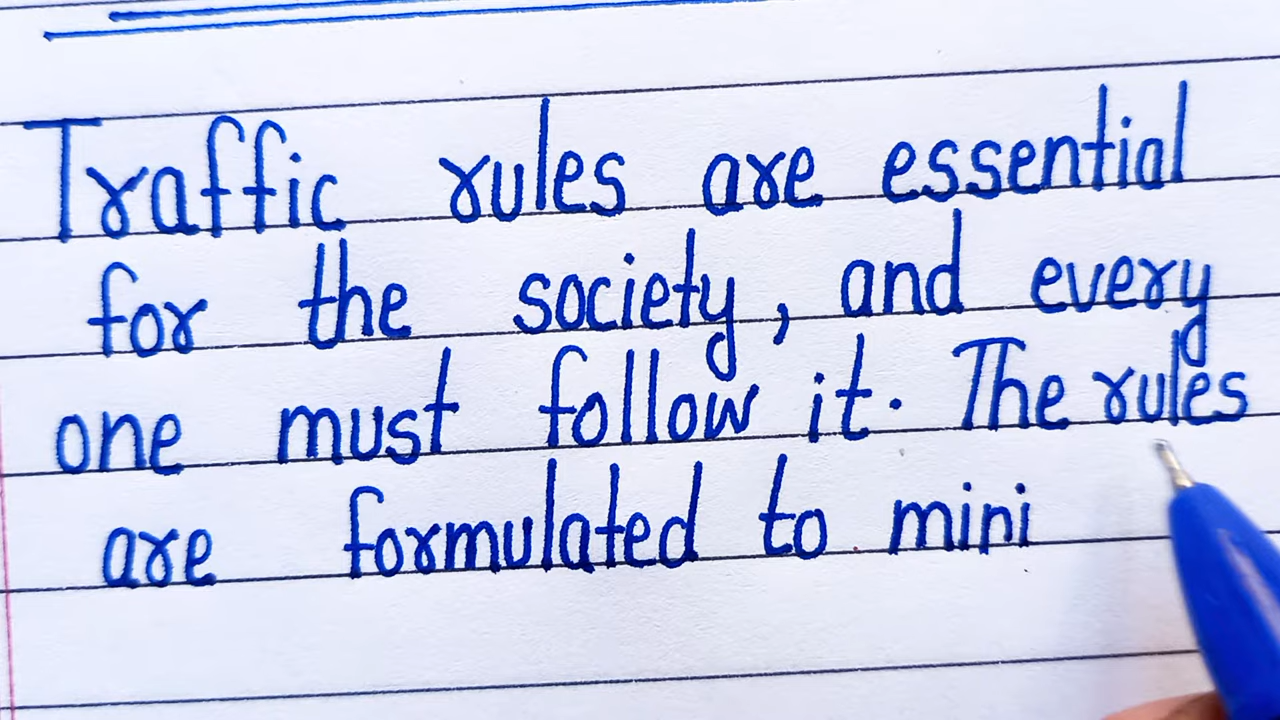 Traffic rules are essential
for the society, and every
one must follow it. The rules
are formulated to mini